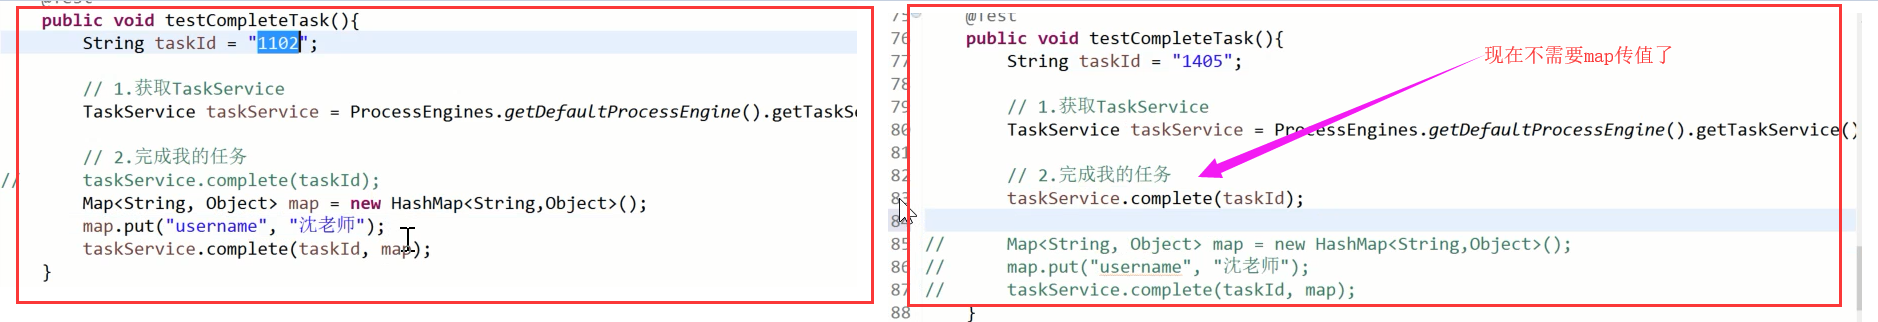 @Test
public void testCompleteTask(){
String taskId = "1102";
// 1.获取TaskService
TaskService taskService = ProcessEngines.getDefaultProcessEngine().getTaskS
// 2.完成我的任务
// taskService.complete(taskId);
Map<String, Object> map = new HashMap<String,Object>();
map.put("username", "沈老师");
taskService.complete(taskId, map);
}
75 @Test
76 public void testCompleteTask(){
77 String taskId = "1405";
78
79 // 1.获取TaskService
80 TaskService taskService = ProcessEngines.getDefaultProcessEngine().getTaskService()
81
82 // 2.完成我的任务
83 taskService.complete(taskId);
84
85 // Map<String, Object> map = new HashMap<String,Object>();
86 // map.put("username", "沈老师");
87 // taskService.complete(taskId, map);
88 }
现在不需要map传值了